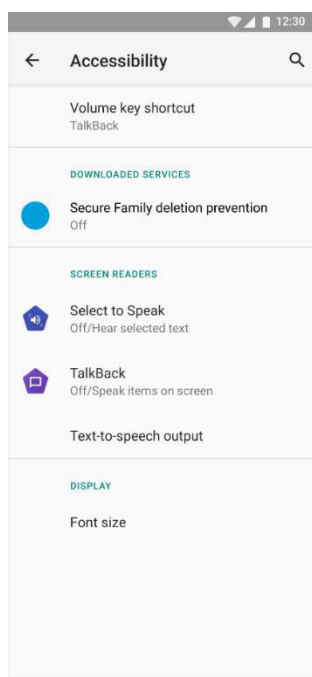 12:30
Accessibility
Volume key shortcut
TalkBack
DOWNLOADED SERVICES
Secure Family deletion prevention
Off
SCREEN READERS
Select to Speak
Off/Hear selected text
TalkBack
Off/Speak items on screen
Text-to-speech output
DISPLAY
Font size